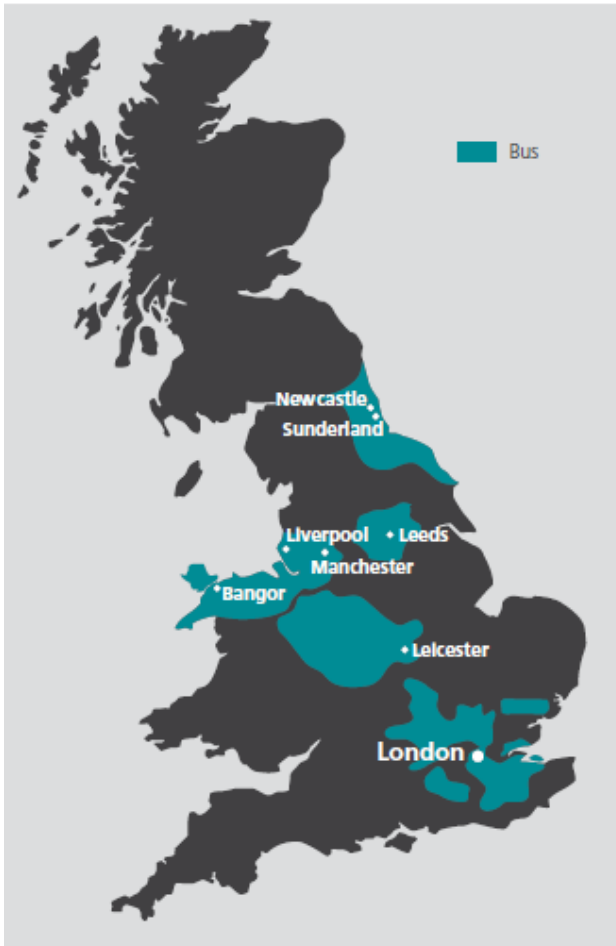 Bus
Newcastle
Sunderland
Liverpool
Leeds
Manchester
Bangor
Leicester
London